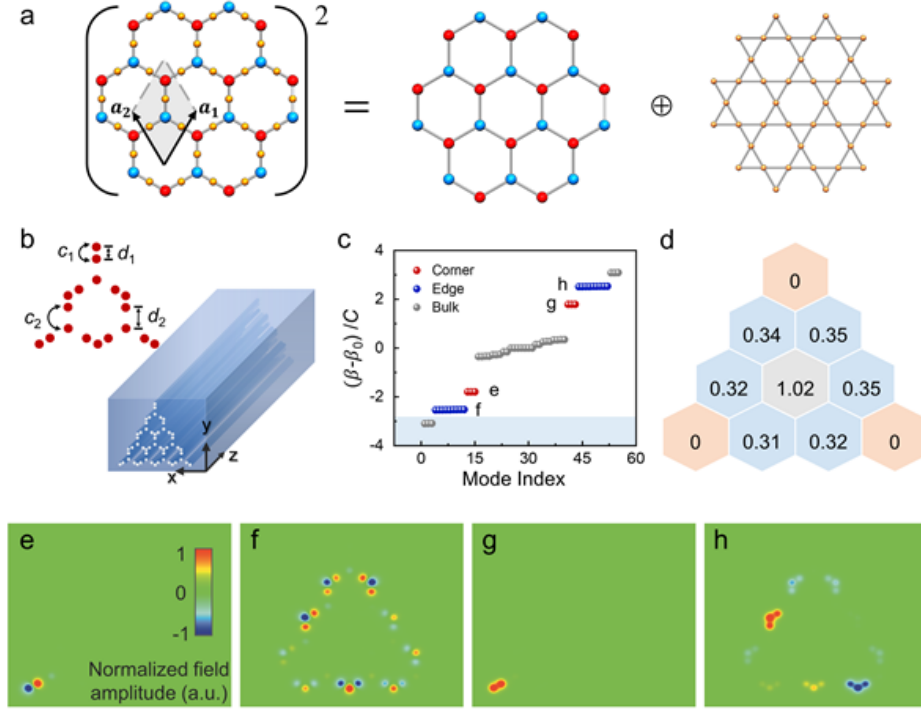 a
2
a₂
a₁
=
⊕
b
c₁
d₁
c₂
d₂
y
z
x
c
(β-β₀) /C
4
2
0
-2
-4
Corner
Edge
Bulk
h
g
e
f
0
15
30
45
60
Mode Index
d
0
0.34
0.35
0.32
1.02
0.35
0
0.31
0.32
0
e
1
0
-1
Normalized field
amplitude (a.u.)
f
g
h